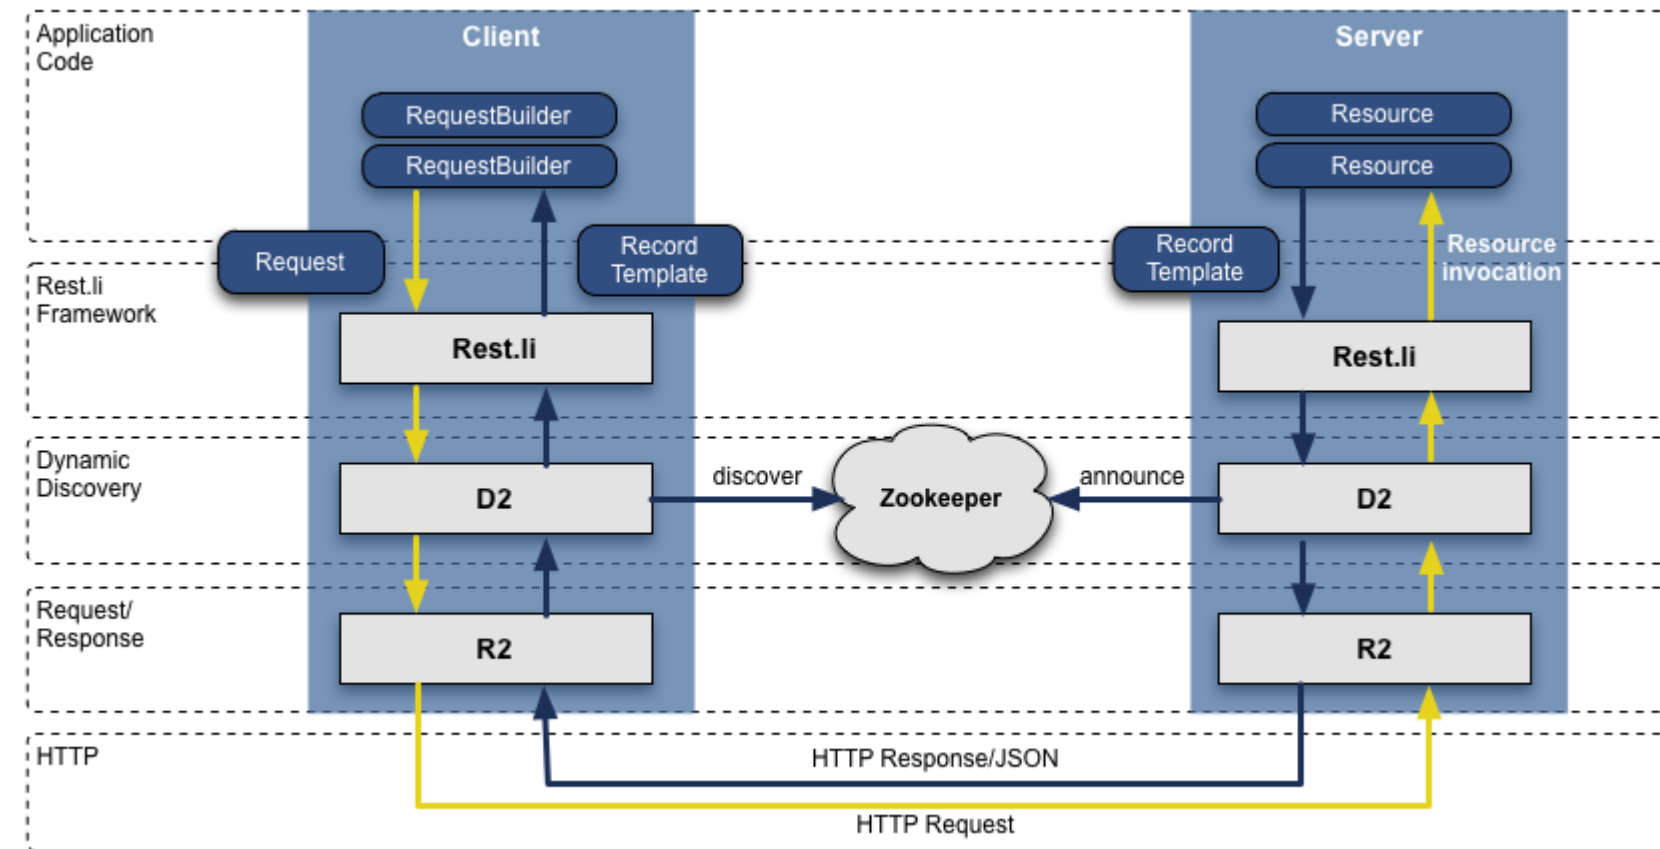 Application
Code
Client
Server
RequestBuilder
RequestBuilder
Resource
Resource
Request
Record
Template
Record
Template
Resource
invocation
Rest.li
Framework
Rest.li
Rest.li
Dynamic
Discovery
D2
discover
Zookeeper
announce
D2
Request/
Response
R2
R2
HTTP
HTTP Response/JSON
HTTP Request